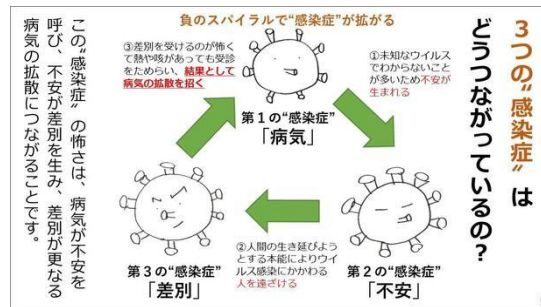 3つの“感染症”は
どうつながっているの?
負のスパイラルで“感染症”が拡がる
①未知なウイルス
でわからないこと
が多いため不安が
生まれる
第1の“感染症”
「病気」
②人間の生き延びよう
とする本能によりウイ
ルス感染にかかわる
人を遠ざける
第2の“感染症”
「不安」
③差別を受けるのが怖く
て熱や咳があっても受診
をためらい、結果として
病気の拡散を招く
第3の“感染症”
「差別」
この“感染症”の怖さは、病気が不安を
呼び、不安が差別を生み、差別が更なる
病気の拡散につながることです。